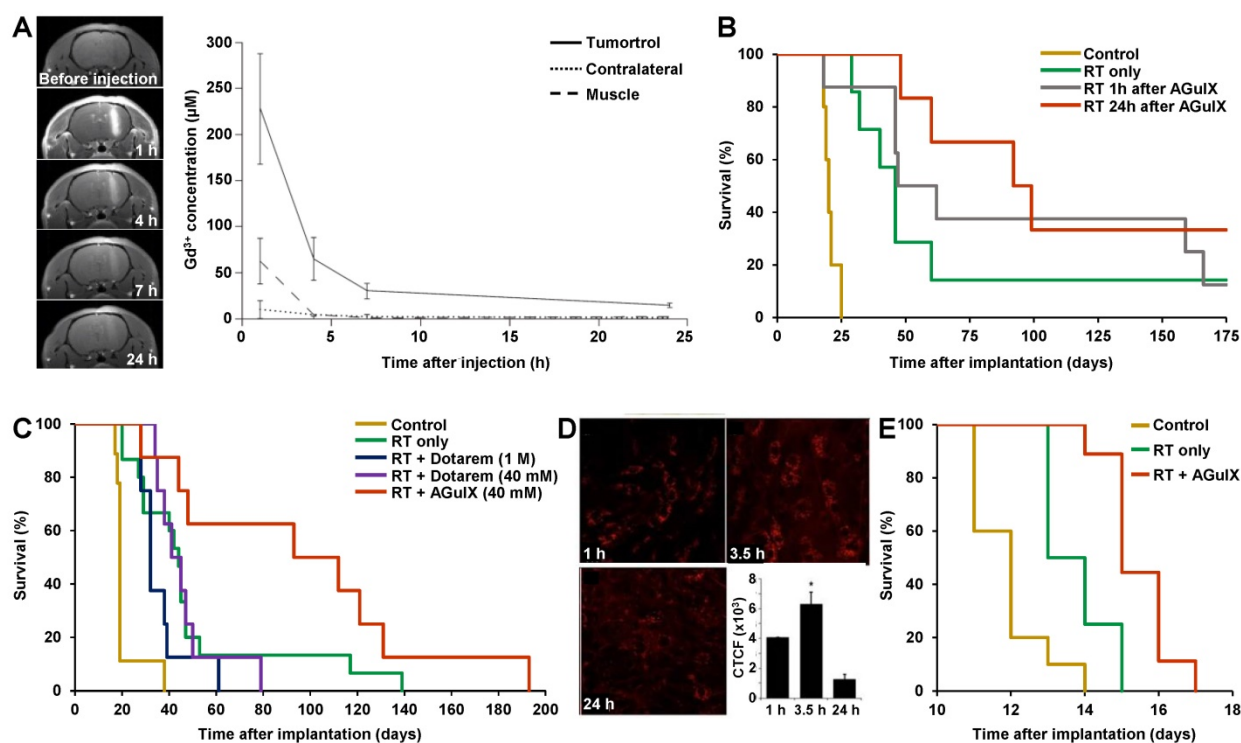 A
Before injection
1 h
4 h
7 h
24 h
300
250
200
150
100
50
0
Gd³⁺ concentration (µM)
0 5 10 15 20 25
Time after injection (h)
Tumortrol
Contralateral
Muscle
B
Control
RT only
RT 1h after AGuIX
RT 24h after AGuIX
100
80
60
40
20
0
Survival (%)
0 25 50 75 100 125 150 175
Time after implantation (days)
C
Control
RT only
RT + Dotarem (1 M)
RT + Dotarem (40 mM)
RT + AGuIX (40 mM)
100
80
60
40
20
0
Survival (%)
0 20 40 60 80 100 120 140 160 180 200
Time after implantation (days)
D
1 h
3.5 h
24 h
8
6
4
2
0
CTCF (x10³)
*
1 h 3.5 h 24 h
E
Control
RT only
RT + AGuIX
100
80
60
40
20
0
Survival (%)
10 12 14 16 18
Time after implantation (days)